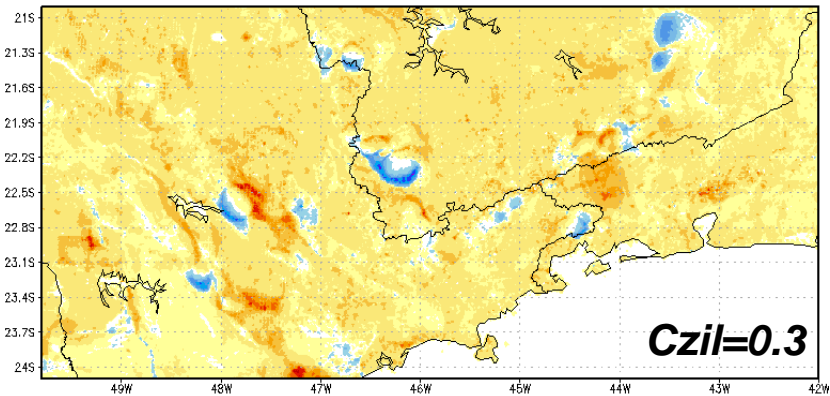 21S
21.3S
21.6S
21.9S
22.2S
22.5S
22.8S
23.1S
23.4S
23.7S
24S
Czil=0.3
49W 48W 47W 46W 45W 44W 43W 42W